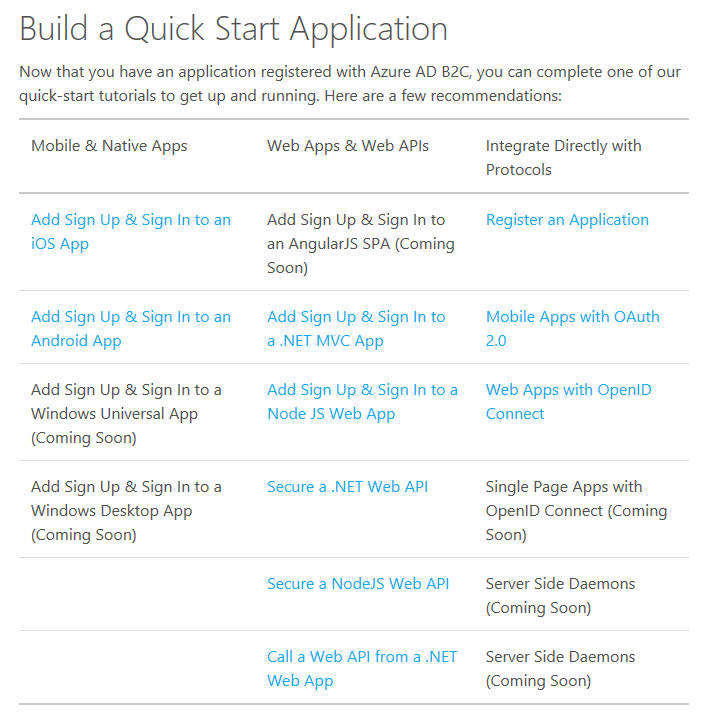 Build a Quick Start Application
Now that you have an application registered with Azure AD B2C, you can complete one of our
quick-start tutorials to get up and running. Here are a few recommendations:
Mobile & Native Apps
Web Apps & Web APIs
Integrate Directly with
Protocols
Add Sign Up & Sign In to an
iOS App
Add Sign Up & Sign In to
an AngularJS SPA (Coming
Soon)
Register an Application
Add Sign Up & Sign In to an
Android App
Add Sign Up & Sign In to
a .NET MVC App
Mobile Apps with OAuth
2.0
Add Sign Up & Sign In to a
Windows Universal App
(Coming Soon)
Add Sign Up & Sign In to a
Node JS Web App
Web Apps with OpenID
Connect
Add Sign Up & Sign In to a
Windows Desktop App
(Coming Soon)
Secure a .NET Web API
Single Page Apps with
OpenID Connect (Coming
Soon)
Secure a NodeJS Web API
Server Side Daemons
(Coming Soon)
Call a Web API from a .NET
Web App
Server Side Daemons
(Coming Soon)